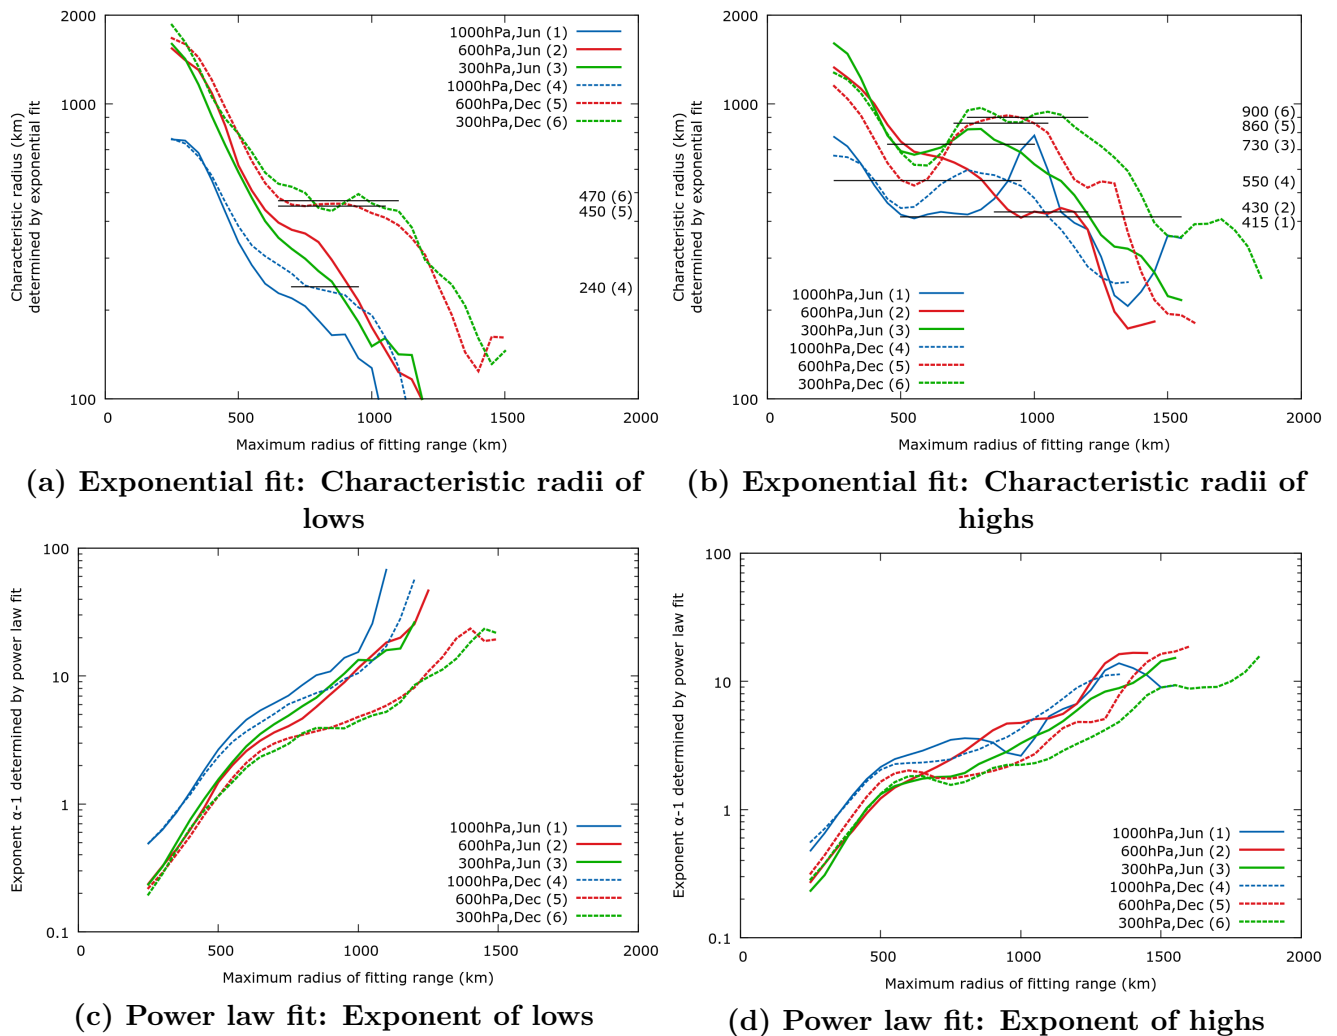 2000
1000
100
0
500
1000
1500
2000
Characteristic radius (km)
determined by exponential fit
Maximum radius of fitting range (km)
1000hPa,Jun (1)
600hPa,Jun (2)
300hPa,Jun (3)
1000hPa,Dec (4)
600hPa,Dec (5)
300hPa,Dec (6)
470 (6)
450 (5)
240 (4)
(a) Exponential fit: Characteristic radii of
lows
2000
1000
100
0
500
1000
1500
2000
Characteristic radius (km)
determined by exponential fit
Maximum radius of fitting range (km)
900 (6)
860 (5)
730 (3)
550 (4)
430 (2)
415 (1)
1000hPa,Jun (1)
600hPa,Jun (2)
300hPa,Jun (3)
1000hPa,Dec (4)
600hPa,Dec (5)
300hPa,Dec (6)
(b) Exponential fit: Characteristic radii of
highs
100
10
1
0.1
0
500
1000
1500
2000
Exponent α-1 determined by power law fit
Maximum radius of fitting range (km)
1000hPa,Jun (1)
600hPa,Jun (2)
300hPa,Jun (3)
1000hPa,Dec (4)
600hPa,Dec (5)
300hPa,Dec (6)
(c) Power law fit: Exponent of lows
100
10
1
0.1
0
500
1000
1500
2000
Exponent α-1 determined by power law fit
Maximum radius of fitting range (km)
1000hPa,Jun (1)
600hPa,Jun (2)
300hPa,Jun (3)
1000hPa,Dec (4)
600hPa,Dec (5)
300hPa,Dec (6)
(d) Power law fit: Exponent of highs